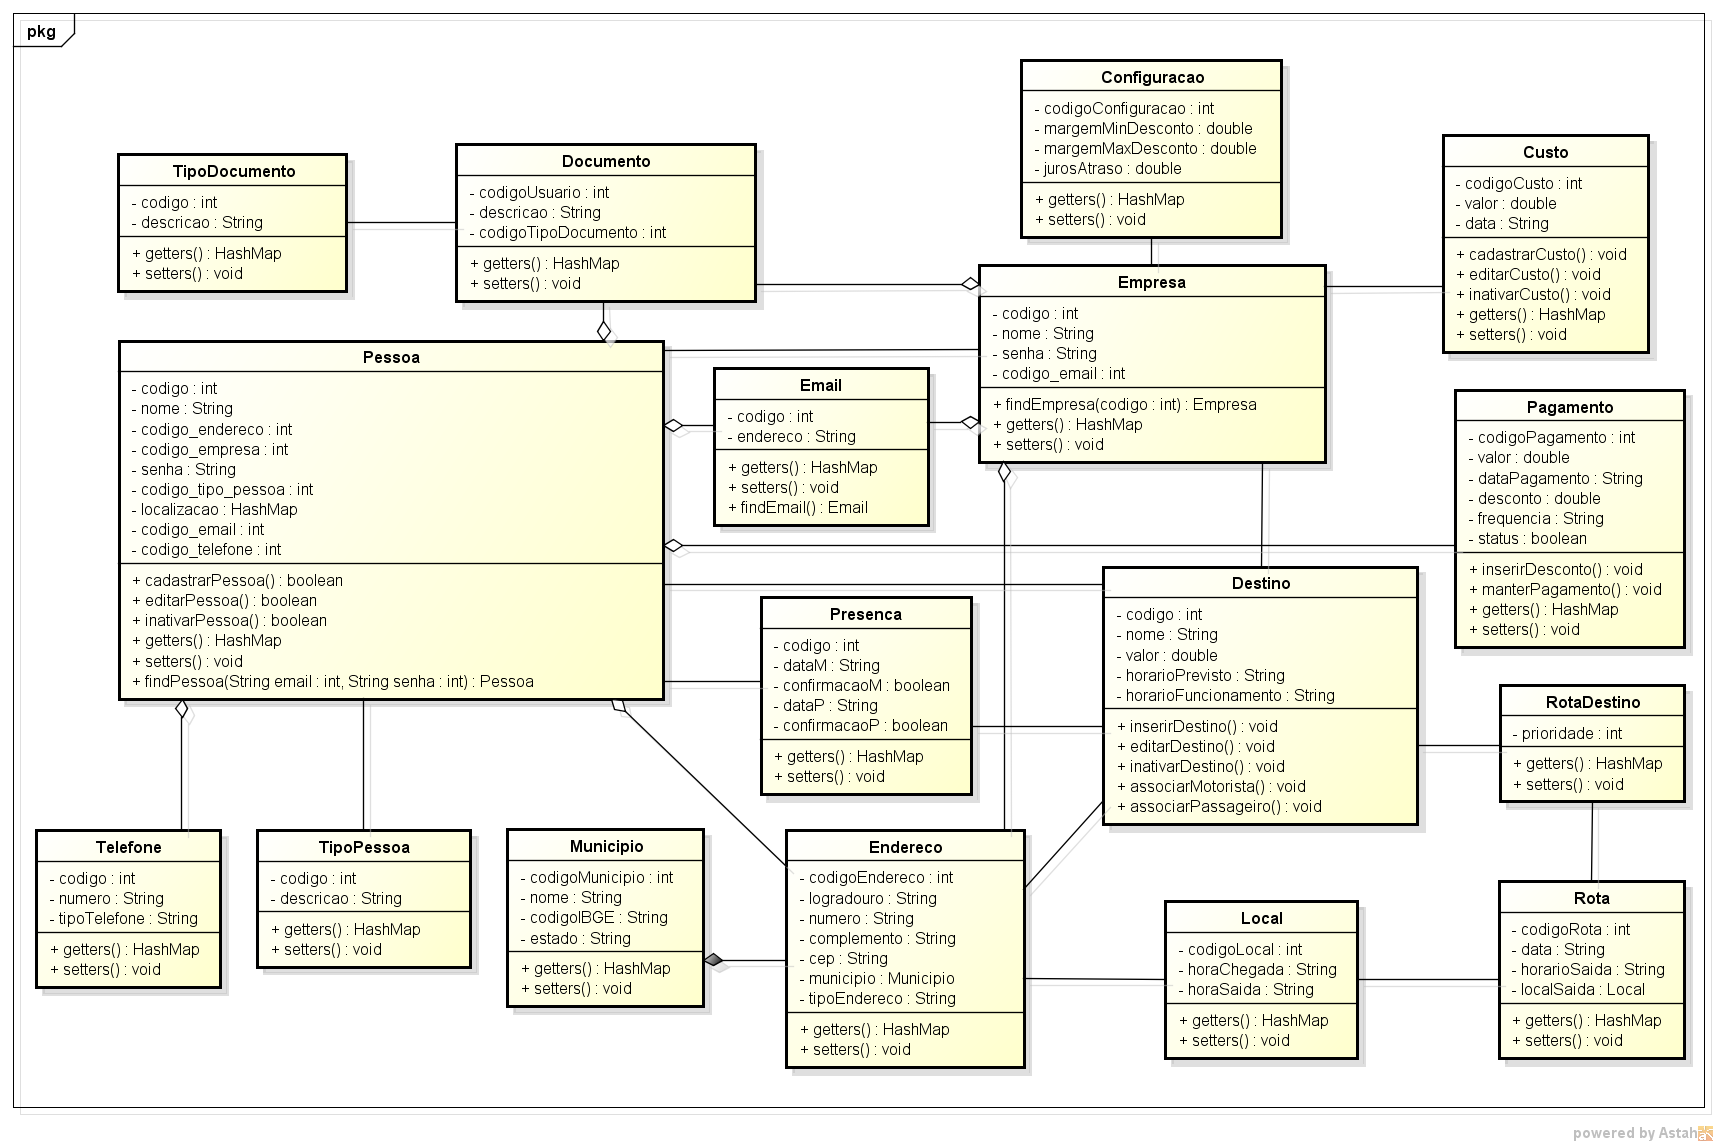 pkg
Configuracao
- codigoConfiguracao : int
- margemMinDesconto : double
- margemMaxDesconto : double
- jurosAtraso : double
+ getters() : HashMap
+ setters() : void
TipoDocumento
- codigo : int
- descricao : String
+ getters() : HashMap
+ setters() : void
Documento
- codigoUsuario : int
- descricao : String
- codigoTipoDocumento : int
+ getters() : HashMap
+ setters() : void
Custo
- codigoCusto : int
- valor : double
- data : String
+ cadastrarCusto() : void
+ editarCusto() : void
+ inativarCusto() : void
+ getters() : HashMap
+ setters() : void
Empresa
- codigo : int
- nome : String
- senha : String
- codigo_email : int
+ findEmpresa(codigo : int) : Empresa
+ getters() : HashMap
+ setters() : void
Pessoa
- codigo : int
- nome : String
- codigo_endereco : int
- codigo_empresa : int
- senha : String
- codigo_tipo_pessoa : int
- localizacao : HashMap
- codigo_email : int
- codigo_telefone : int
+ cadastrarPessoa() : boolean
+ editarPessoa() : boolean
+ inativarPessoa() : boolean
+ getters() : HashMap
+ setters() : void
+ findPessoa(String email : int, String senha : int) : Pessoa
Email
- codigo : int
- endereco : String
+ getters() : HashMap
+ setters() : void
+ findEmail() : Email
Pagamento
- codigoPagamento : int
- valor : double
- dataPagamento : String
- desconto : double
- frequencia : String
- status : boolean
+ inserirDesconto() : void
+ manterPagamento() : void
+ getters() : HashMap
+ setters() : void
Presenca
- codigo : int
- dataM : String
- confirmacaoM : boolean
- dataP : String
- confirmacaoP : boolean
+ getters() : HashMap
+ setters() : void
Destino
- codigo : int
- nome : String
- valor : double
- horarioPrevisto : String
- horarioFuncionamento : String
+ inserirDestino() : void
+ editarDestino() : void
+ inativarDestino() : void
+ associarMotorista() : void
+ associarPassageiro() : void
RotaDestino
- prioridade : int
+ getters() : HashMap
+ setters() : void
Telefone
- codigo : int
- numero : String
- tipoTelefone : String
+ getters() : HashMap
+ setters() : void
TipoPessoa
- codigo : int
- descricao : String
+ getters() : HashMap
+ setters() : void
Municipio
- codigoMunicipio : int
- nome : String
- codigoIBGE : String
- estado : String
+ getters() : HashMap
+ setters() : void
Endereco
- codigoEndereco : int
- logradouro : String
- numero : String
- complemento : String
- cep : String
- municipio : Municipio
- tipoEndereco : String
+ getters() : HashMap
+ setters() : void
Local
- codigoLocal : int
- horaChegada : String
- horaSaida : String
+ getters() : HashMap
+ setters() : void
Rota
- codigoRota : int
- data : String
- horarioSaida : String
- localSaida : Local
+ getters() : HashMap
+ setters() : void
powered by Astah